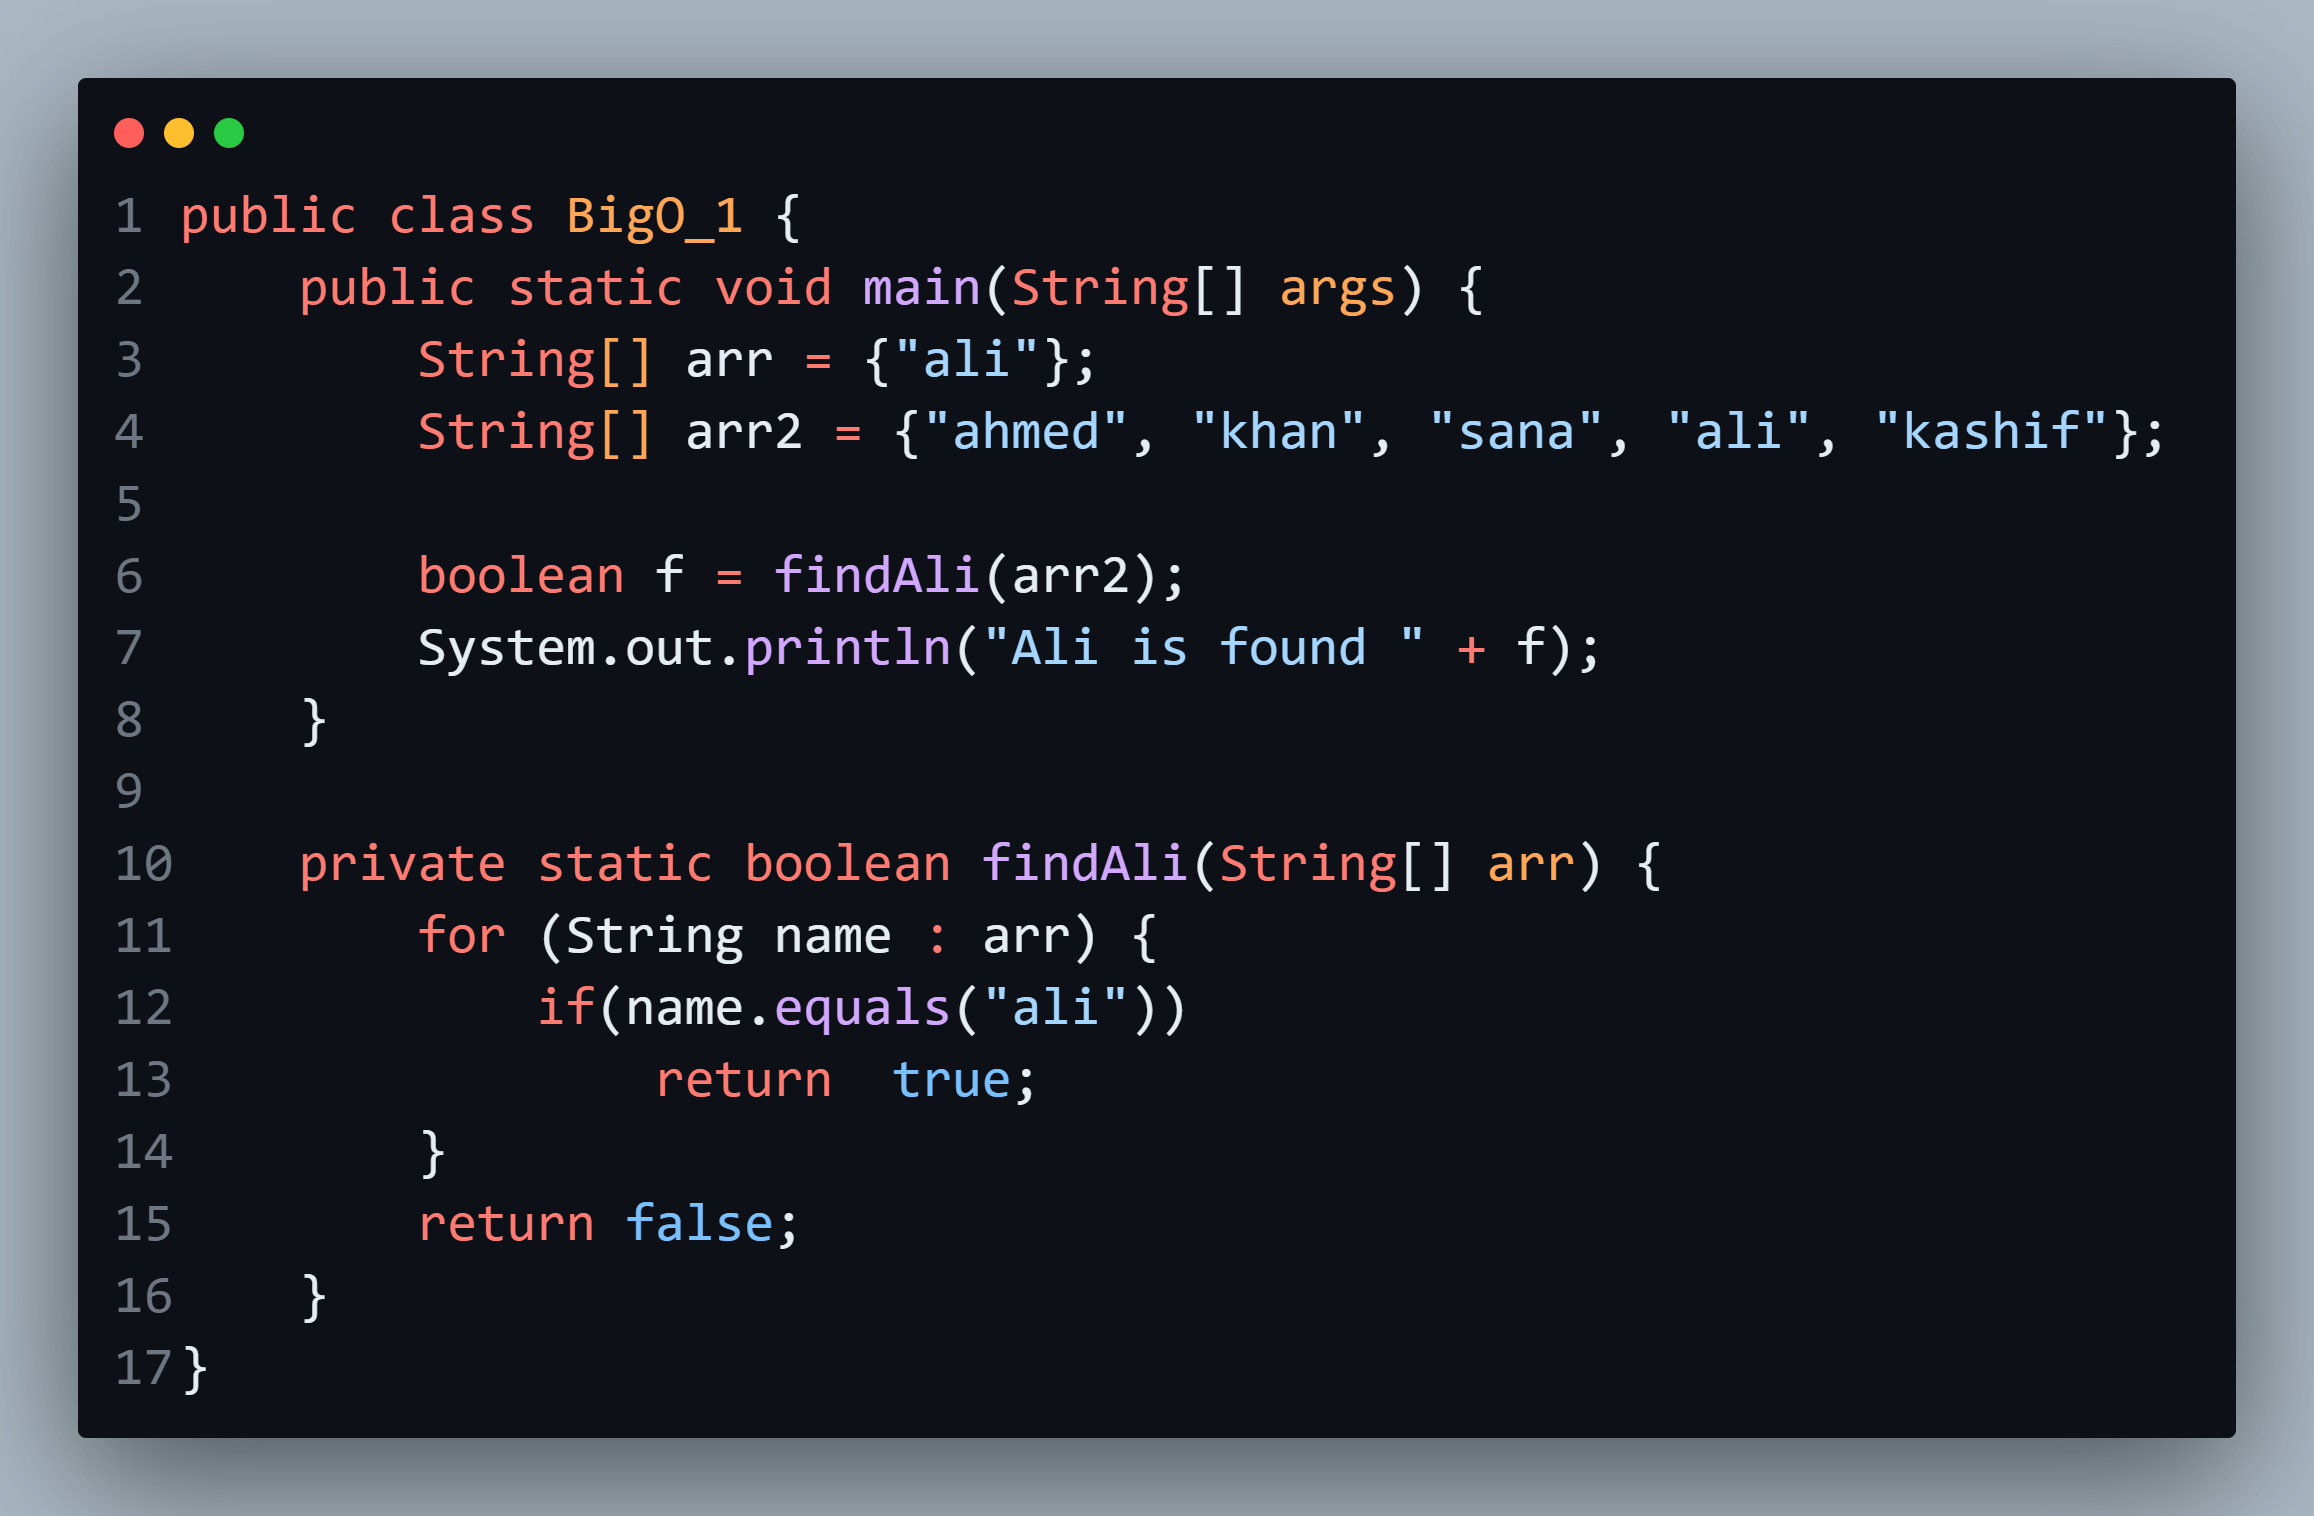 1 public class BigO_1 {
2     public static void main(String[] args) {
3         String[] arr = {"ali"};
4         String[] arr2 = {"ahmed", "khan", "sana", "ali", "kashif"};
5
6         boolean f = findAli(arr2);
7         System.out.println("Ali is found " + f);
8     }
9
10     private static boolean findAli(String[] arr) {
11         for (String name : arr) {
12             if(name.equals("ali"))
13                 return  true;
14         }
15         return false;
16     }
17 }